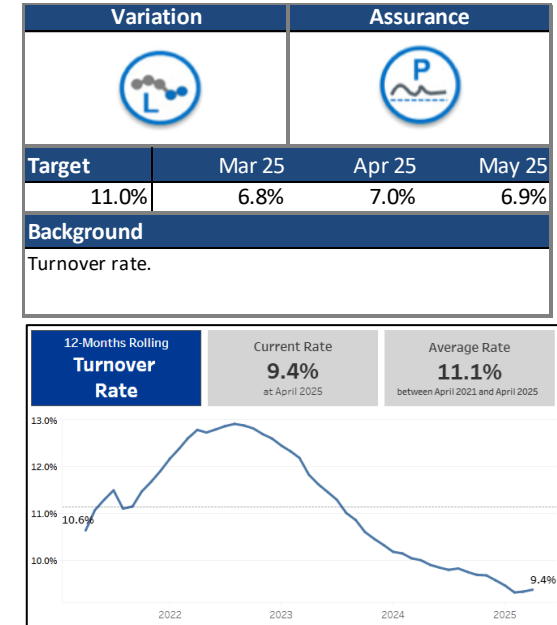 Variation Assurance
L P
Target Mar 25 Apr 25 May 25
11.0% 6.8% 7.0% 6.9%
Background
Turnover rate.
12-Months Rolling
Turnover
Rate
Current Rate
9.4%
at April 2025
Average Rate
11.1%
between April 2021 and April 2025
13.0%
12.0%
11.0%
10.6%
10.0%
9.4%
2022 2023 2024 2025